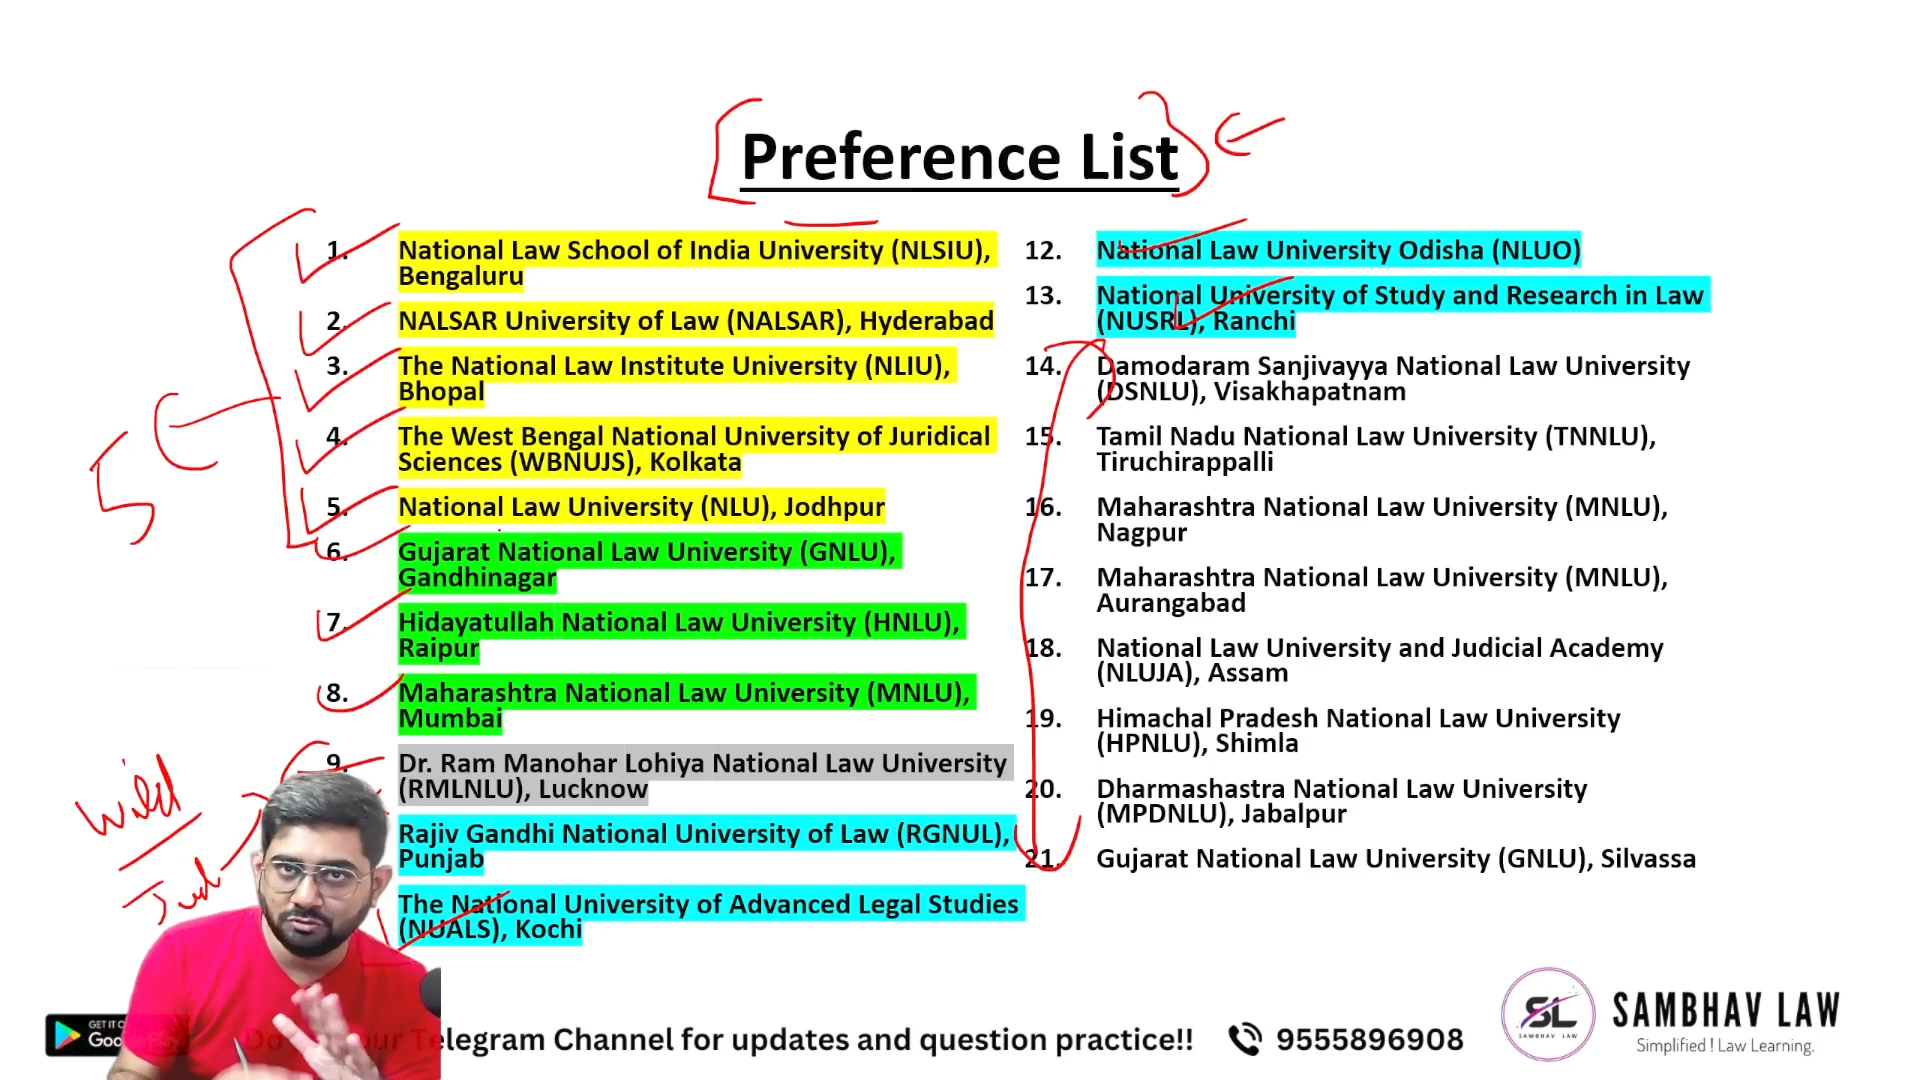 Preference List
1. National Law School of India University (NLSIU),
Bengaluru
2. NALSAR University of Law (NALSAR), Hyderabad
3. The National Law Institute University (NLIU),
Bhopal
4. The West Bengal National University of Juridical
Sciences (WBNUJS), Kolkata
5. National Law University (NLU), Jodhpur
6. Gujarat National Law University (GNLU),
Gandhinagar
7. Hidayatullah National Law University (HNLU),
Raipur
8. Maharashtra National Law University (MNLU),
Mumbai
9. Dr. Ram Manohar Lohiya National Law University
(RMLNLU), Lucknow
Rajiv Gandhi National University of Law (RGNUL),
Punjab
The National University of Advanced Legal Studies
(NUALS), Kochi
12. National Law University Odisha (NLUO)
13. National University of Study and Research in Law
(NUSRL), Ranchi
14. Damodaram Sanjivayya National Law University
(DSNLU), Visakhapatnam
15. Tamil Nadu National Law University (TNNLU),
Tiruchirappalli
16. Maharashtra National Law University (MNLU),
Nagpur
17. Maharashtra National Law University (MNLU),
Aurangabad
18. National Law University and Judicial Academy
(NLUJA), Assam
19. Himachal Pradesh National Law University
(HPNLU), Shimla
20. Dharmashastra National Law University
(MPDNLU), Jabalpur
21. Gujarat National Law University (GNLU), Silvassa
5
GET IT O
Goo
elegram Channel for updates and question practice!!
9555896908
SL
SAMBHAV LAW
SAMBHAV LAW
Simplified ! Law Learning.